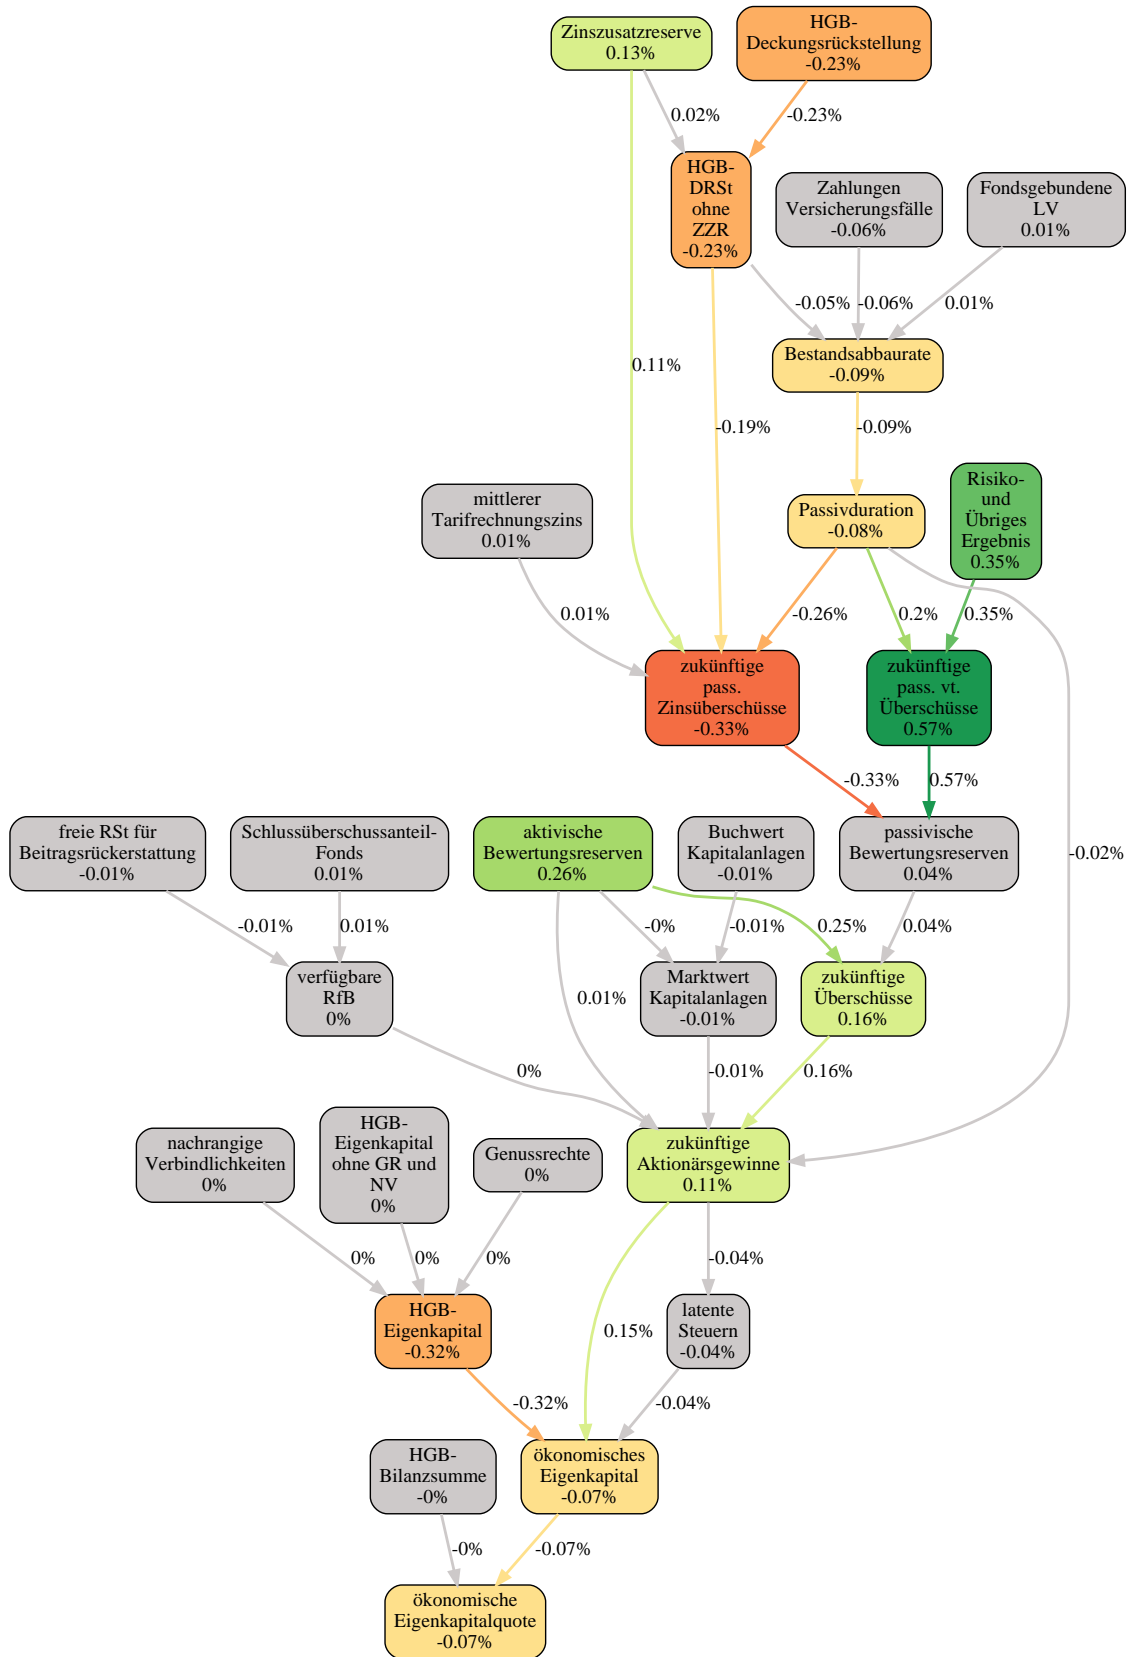 Zinszusatzreserve
0.13%
HGB-
Deckungsrückstellung
-0.23%
0.02%
-0.23%
HGB-
DRSt
ohne
ZZR
-0.23%
Zahlungen
Versicherungsfälle
-0.06%
Fondsgebundene
LV
0.01%
-0.05%
-0.06%
0.01%
Bestandsabbaurate
-0.09%
0.11%
-0.19%
-0.09%
mittlerer
Tarifrechnungszins
0.01%
Passivduration
-0.08%
Risiko-
und
Übriges
Ergebnis
0.35%
0.01%
-0.26%
0.2%
0.35%
zukünftige
pass.
Zinsüberschüsse
-0.33%
zukünftige
pass. vt.
Überschüsse
0.57%
-0.33%
0.57%
-0.02%
freie RSt für
Beitragsrückerstattung
-0.01%
Schlussüberschussanteil-
Fonds
0.01%
aktivische
Bewertungsreserven
0.26%
Buchwert
Kapitalanlagen
-0.01%
passivische
Bewertungsreserven
0.04%
-0.01%
0.01%
-0%
-0.01%
0.25%
0.04%
verfügbare
RfB
0%
0.01%
Marktwert
Kapitalanlagen
-0.01%
zukünftige
Überschüsse
0.16%
0%
-0.01%
0.16%
nachrangige
Verbindlichkeiten
0%
HGB-
Eigenkapital
ohne GR und
NV
0%
Genussrechte
0%
zukünftige
Aktionärsgewinne
0.11%
0%
0%
0%
-0.04%
HGB-
Eigenkapital
-0.32%
0.15%
latente
Steuern
-0.04%
-0.32%
-0.04%
HGB-
Bilanzsumme
-0%
ökonomisches
Eigenkapital
-0.07%
-0%
-0.07%
ökonomische
Eigenkapitalquote
-0.07%